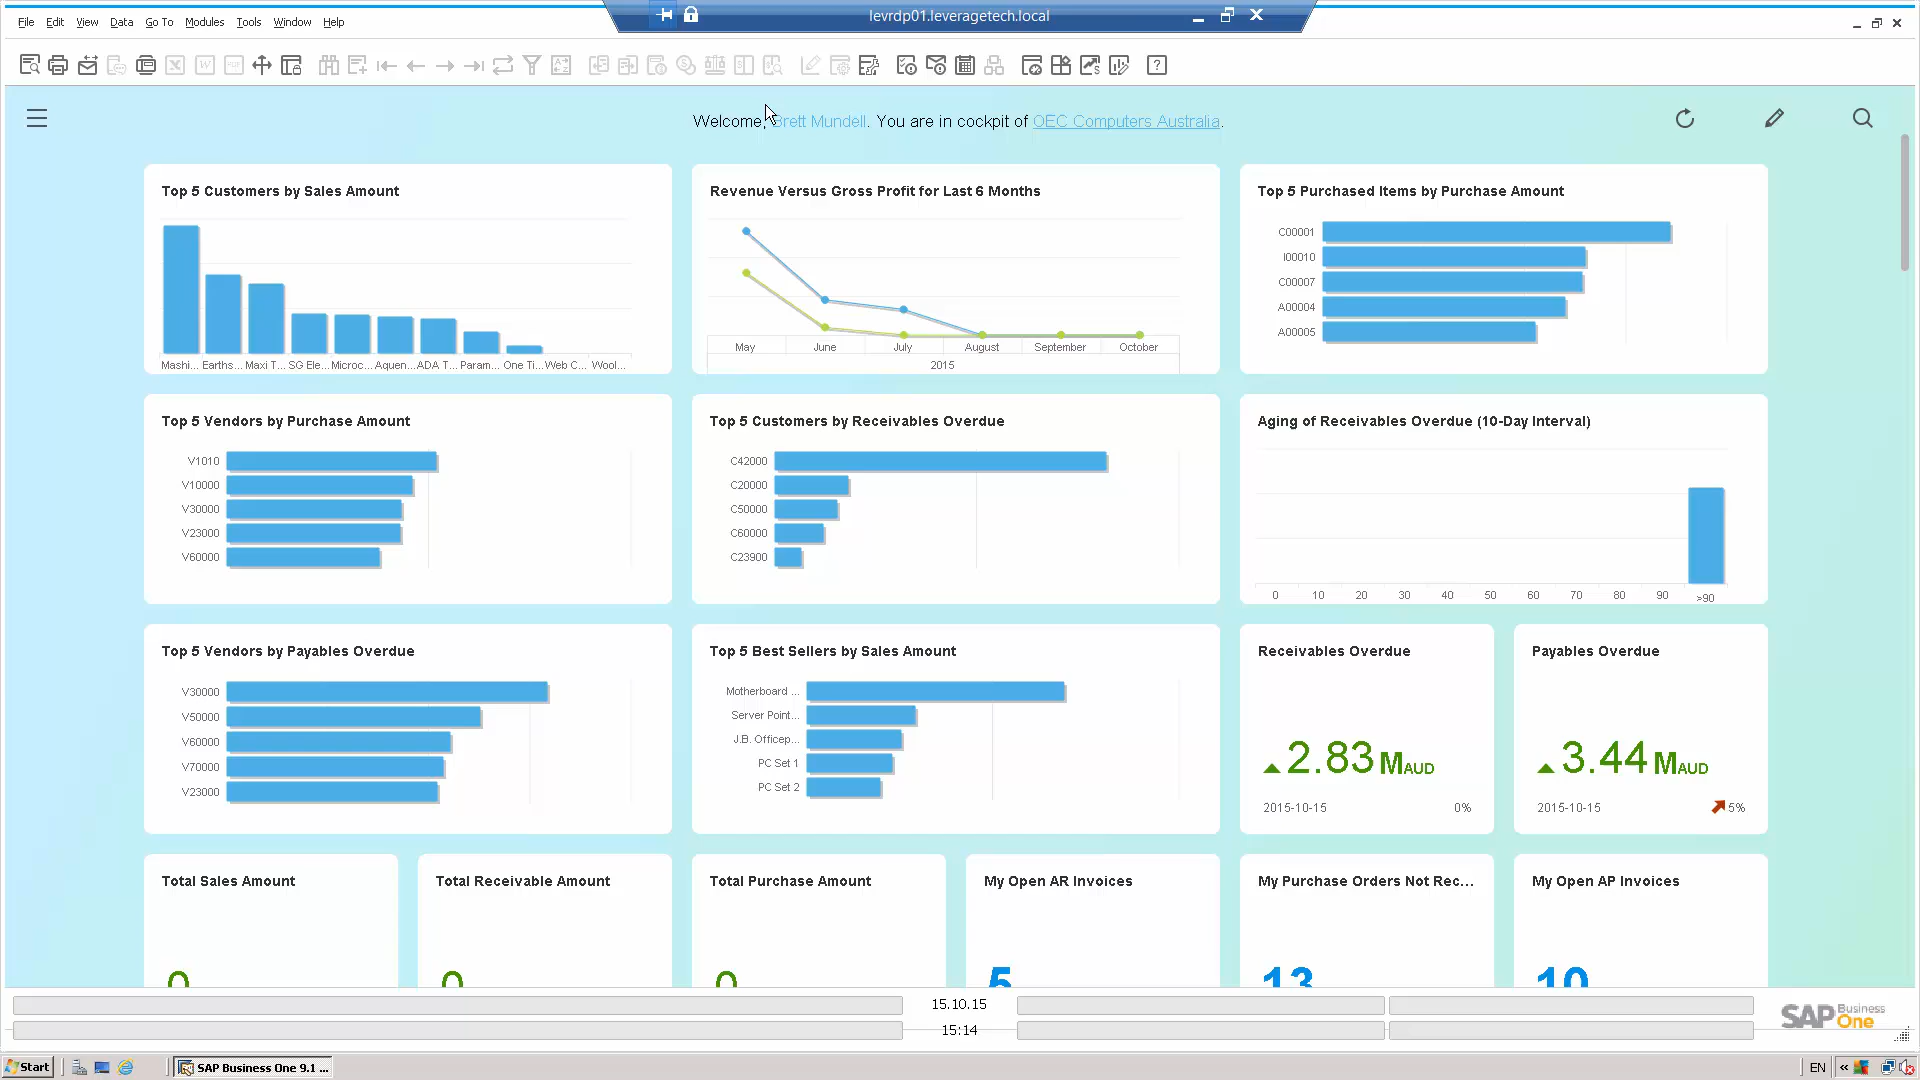 levrdp01.leveragetech.local
File Edit View Data Go To Modules Tools Window Help
Welcome, Brett Mundell. You are in cockpit of OEC Computers Australia.
Top 5 Customers by Sales Amount
Mashi... Earths... Maxi T... SG Ele... Microc... Aquen... ADA T... Param... One Ti... Web C... Wool...
Revenue Versus Gross Profit for Last 6 Months
May June July August September October
2015
Top 5 Purchased Items by Purchase Amount
C00001
I00010
C00007
A00004
A00005
Top 5 Vendors by Purchase Amount
V1010
V10000
V30000
V23000
V60000
Top 5 Customers by Receivables Overdue
C42000
C20000
C50000
C60000
C23900
Aging of Receivables Overdue (10-Day Interval)
0 10 20 30 40 50 60 70 80 90 >90
Top 5 Vendors by Payables Overdue
V30000
V50000
V60000
V70000
V23000
Top 5 Best Sellers by Sales Amount
Motherboard ...
Server Point...
J.B. Officep...
PC Set 1
PC Set 2
Receivables Overdue
2.83 MAUD
2015-10-15 0%
Payables Overdue
3.44 MAUD
2015-10-15 5%
Total Sales Amount
0
Total Receivable Amount
0
Total Purchase Amount
0
My Open AR Invoices
5
My Purchase Orders Not Rec...
13
My Open AP Invoices
10
15.10.15
15:14
SAP Business One
Start
SAP Business One 9.1 ...
EN